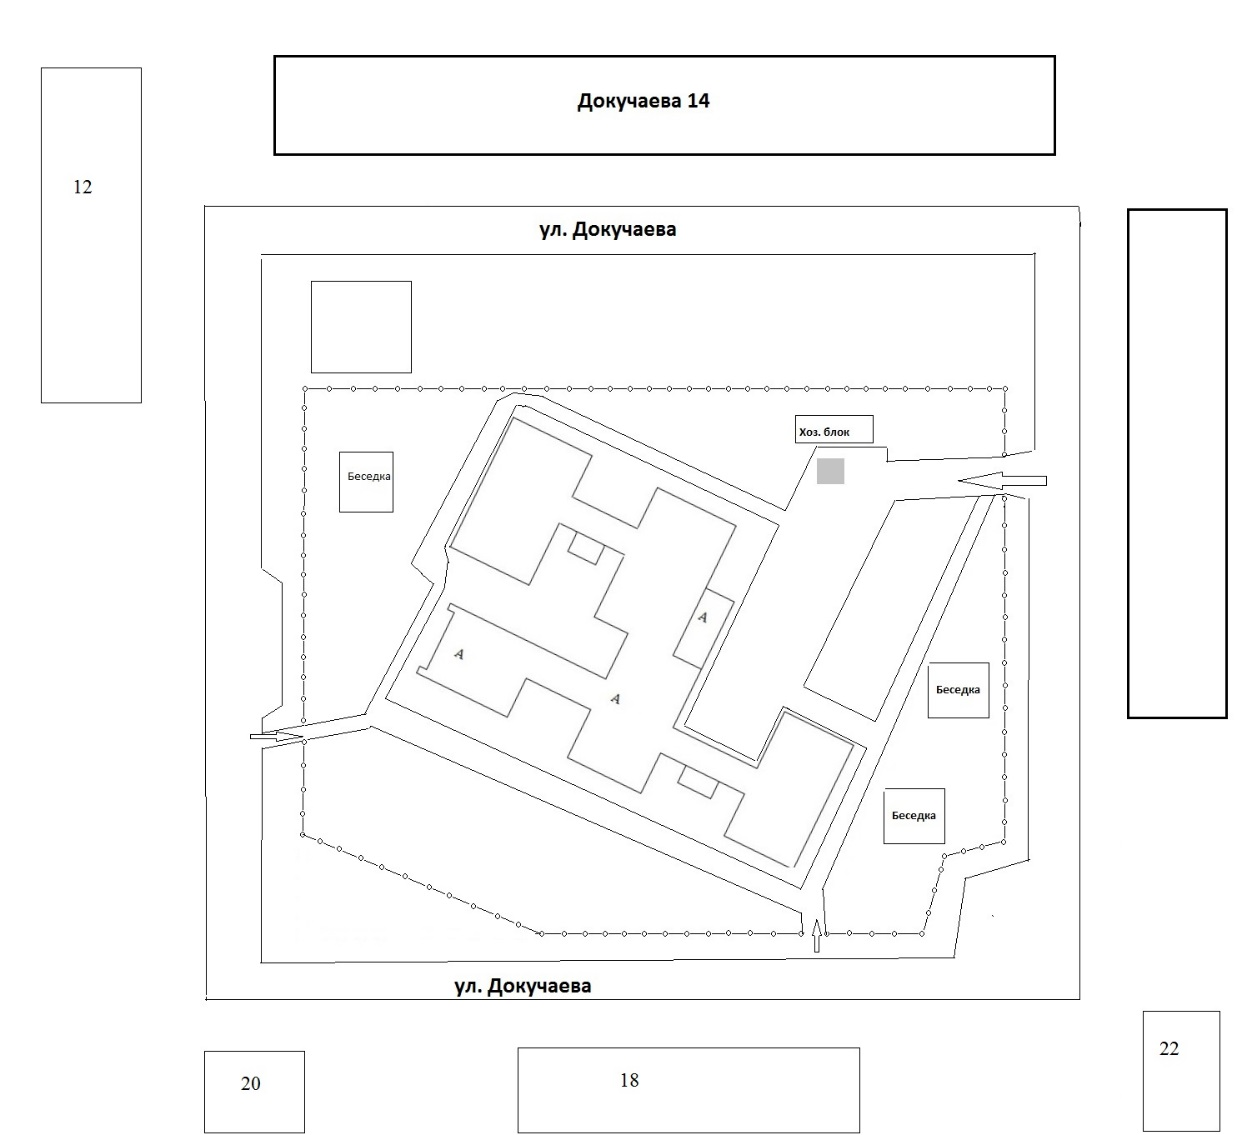 Докучаева 14
12
ул. Докучаева
Хоз. блок
Беседка
А
А
А
Беседка
Беседка
ул. Докучаева
20
18
22